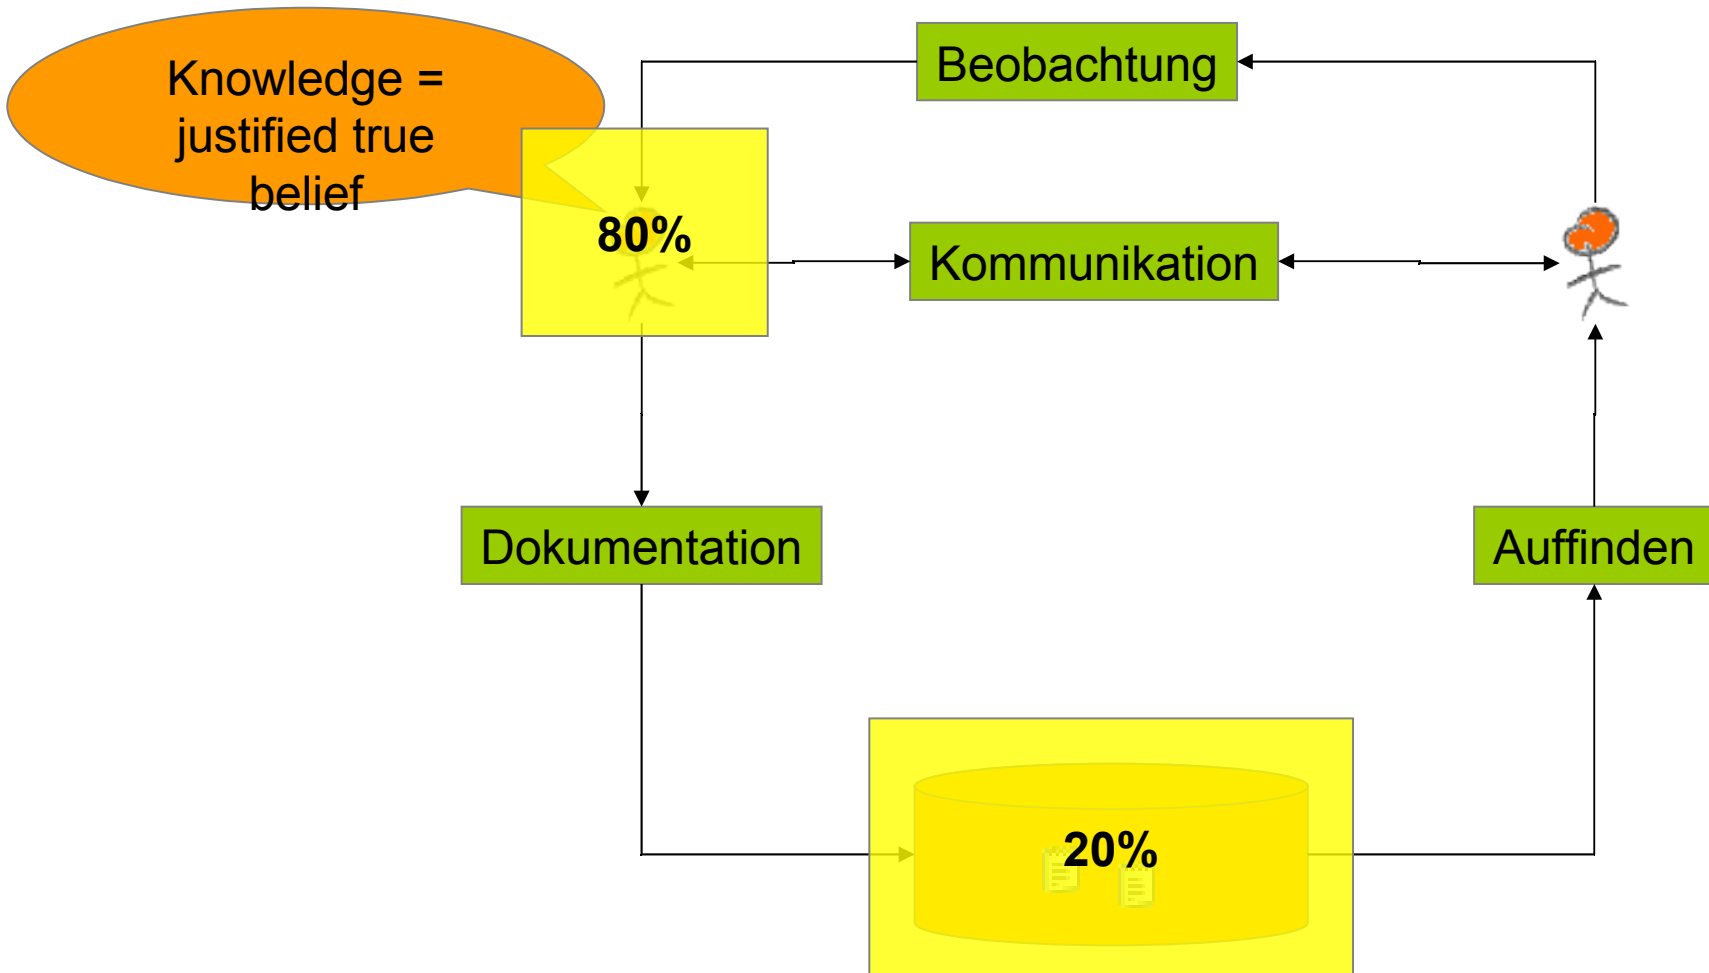 Knowledge =
justified true
belief
Beobachtung
80%
Kommunikation
Dokumentation
Auffinden
20%